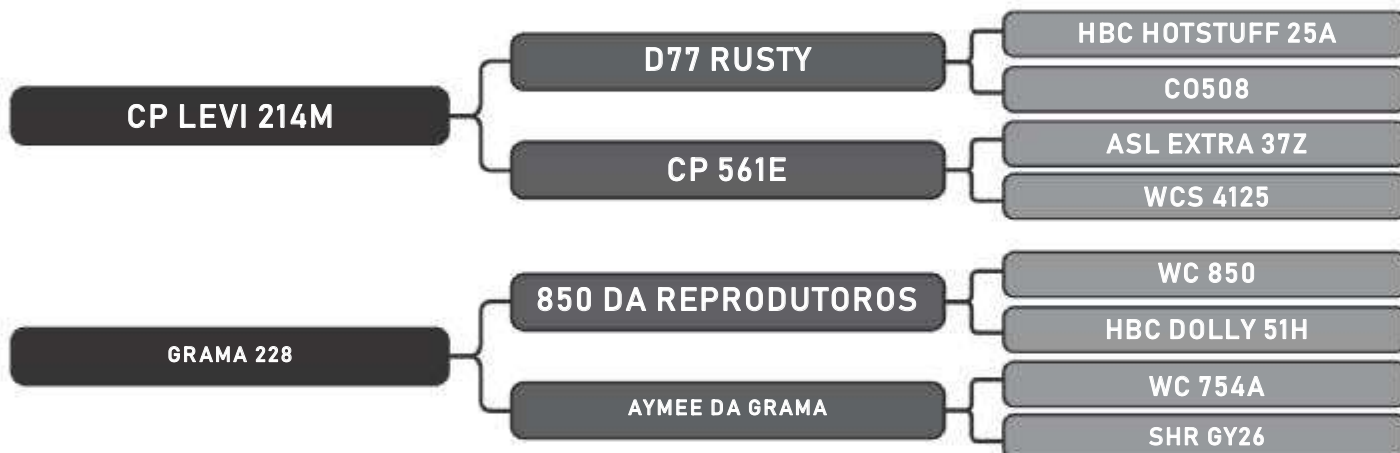 CP LEVI 214M
D77 RUSTY
HBC HOTSTUFF 25A
CO508
CP 561E
ASL EXTRA 37Z
WCS 4125
GRAMA 228
850 DA REPRODUTOROS
WC 850
HBC DOLLY 51H
AYMEE DA GRAMA
WC 754A
SHR GY26